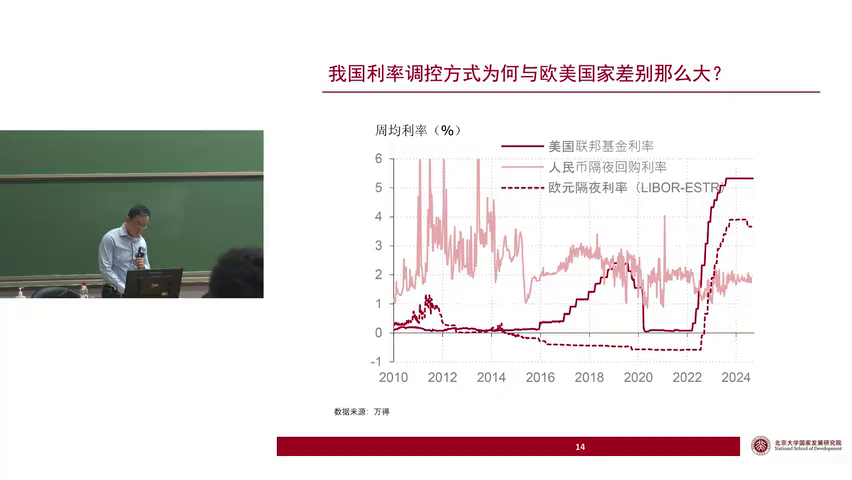 我国利率调控方式为何与欧美国家差别那么大？
周均利率（%）
美国联邦基金利率
人民币隔夜回购利率
欧元隔夜利率（LIBOR-ESTR）
6
5
4
3
2
1
0
-1
2010 2012 2014 2016 2018 2020 2022 2024
数据来源：万得
14
北京大学国家发展研究院
National School of Development